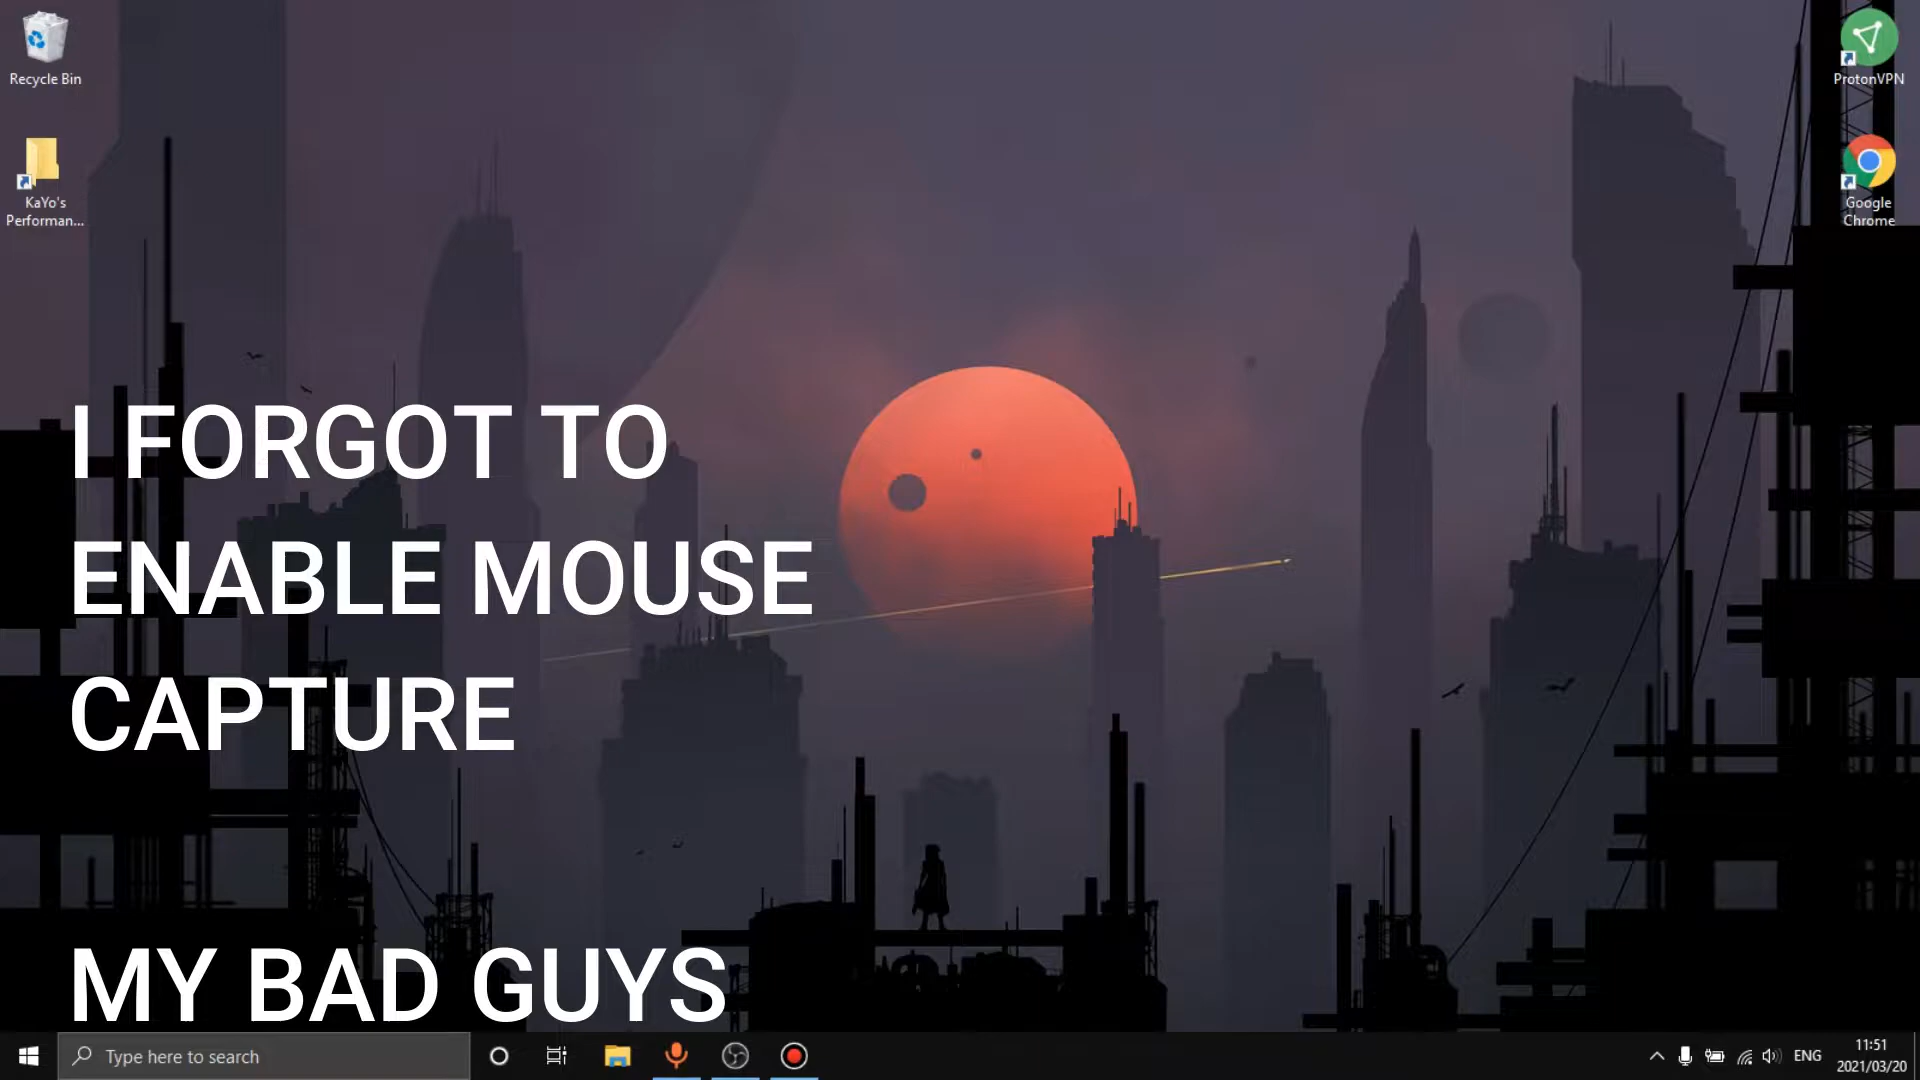 Recycle Bin
KaYo's
Performan...
ProtonVPN
Google
Chrome
I FORGOT TO
ENABLE MOUSE
CAPTURE
MY BAD GUYS
Type here to search
ENG
11:51
2021/03/20